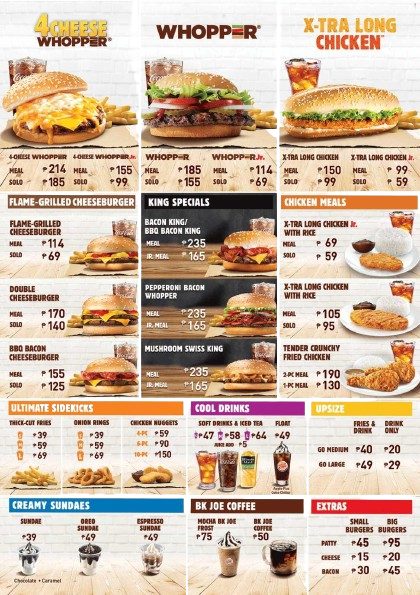 4CHEESE
WHOPPER®
WHOPPER®
X-TRA LONG
CHICKEN
4-CHEESE WHOPPER 4-CHEESE WHOPPER Jr.
MEAL ₱214 MEAL ₱155
SOLO ₱185 SOLO ₱99
WHOPPER WHOPPER Jr.
MEAL ₱185 MEAL ₱114
SOLO ₱155 SOLO ₱69
X-TRA LONG CHICKEN X-TRA LONG CHICKEN Jr.
MEAL ₱150 MEAL ₱99
SOLO ₱99 SOLO ₱59
FLAME-GRILLED CHEESEBURGER
FLAME-GRILLED
CHEESEBURGER
MEAL ₱114
SOLO ₱69
DOUBLE
CHEESEBURGER
MEAL ₱170
SOLO ₱140
BBQ BACON
CHEESEBURGER
MEAL ₱155
SOLO ₱125
KING SPECIALS
BACON KING/
BBQ BACON KING
MEAL ₱235
JR. MEAL ₱165
PEPPERONI BACON
WHOPPER
MEAL ₱235
JR. MEAL ₱165
MUSHROOM SWISS KING
MEAL ₱235
JR. MEAL ₱165
CHICKEN MEALS
X-TRA LONG CHICKEN Jr.
WITH RICE
MEAL ₱69
SOLO ₱59
X-TRA LONG CHICKEN
WITH RICE
MEAL ₱105
SOLO ₱95
TENDER CRUNCHY
FRIED CHICKEN
2-PC MEAL ₱190
1-PC MEAL ₱130
ULTIMATE SIDEKICKS
THICK-CUT FRIES
₱39
₱59
₱69
ONION RINGS
₱39
₱59
₱69
CHICKEN NUGGETS
4-PC ₱59
6-PC ₱90
10-PC ₱150
COOL DRINKS
SOFT DRINKS & ICED TEA
₱47 ₱58 ₱64
JUICE ADD ₱5
FLOAT
₱49
UPSIZE
FRIES & DRINK
DRINK ONLY
GO MEDIUM ₱40 ₱20
GO LARGE ₱49 ₱29
CREAMY SUNDAES
SUNDAE
₱39
OREO
SUNDAE
₱49
ESPRESSO
SUNDAE
₱49
Chocolate • Caramel
BK JOE COFFEE
MOCHA BK JOE
FROST
₱75
BK JOE
COFFEE
₱50
EXTRAS
SMALL BURGERS
BIG BURGERS
PATTY ₱45 ₱95
CHEESE ₱15 ₱20
BACON ₱30 ₱45